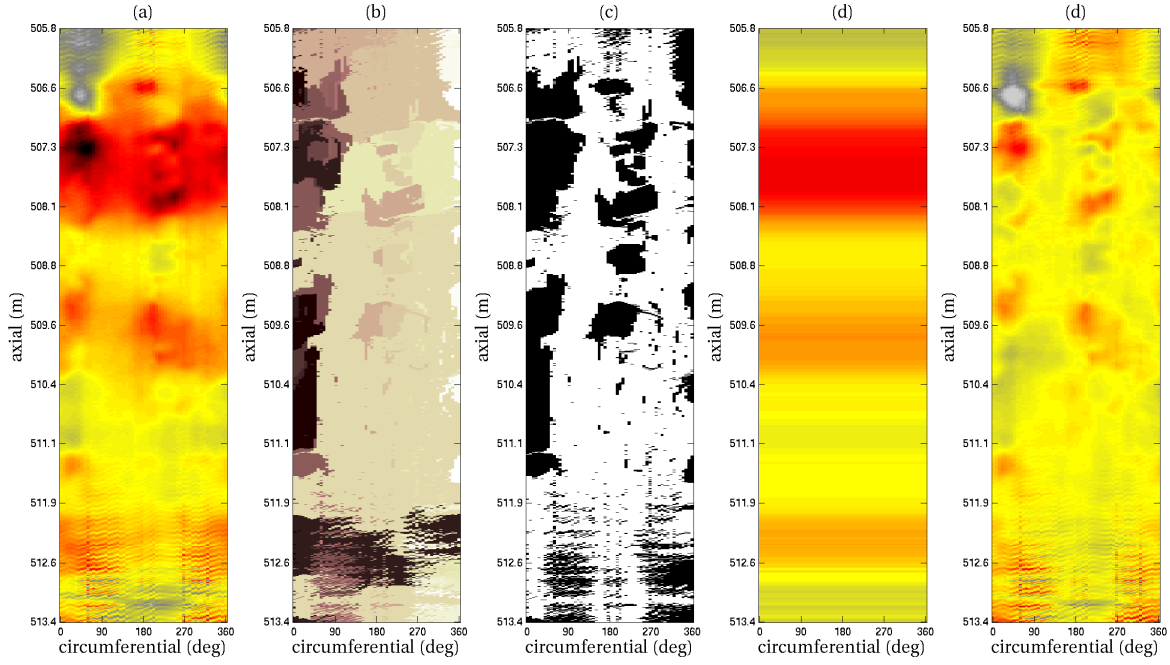 (a) (b) (c) (d) (d)
505.8 505.8 505.8 505.8 505.8
506.6 506.6 506.6 506.6 506.6
507.3 507.3 507.3 507.3 507.3
508.1 508.1 508.1 508.1 508.1
508.8 508.8 508.8 508.8 508.8
axial (m) axial (m) axial (m) axial (m) axial (m)
509.6 509.6 509.6 509.6 509.6
510.4 510.4 510.4 510.4 510.4
511.1 511.1 511.1 511.1 511.1
511.9 511.9 511.9 511.9 511.9
512.6 512.6 512.6 512.6 512.6
513.4 513.4 513.4 513.4 513.4
0 90 180 270 360 0 90 180 270 360 0 90 180 270 360 0 90 180 270 360 0 90 180 270 360
circumferential (deg) circumferential (deg) circumferential (deg) circumferential (deg) circumferential (deg)